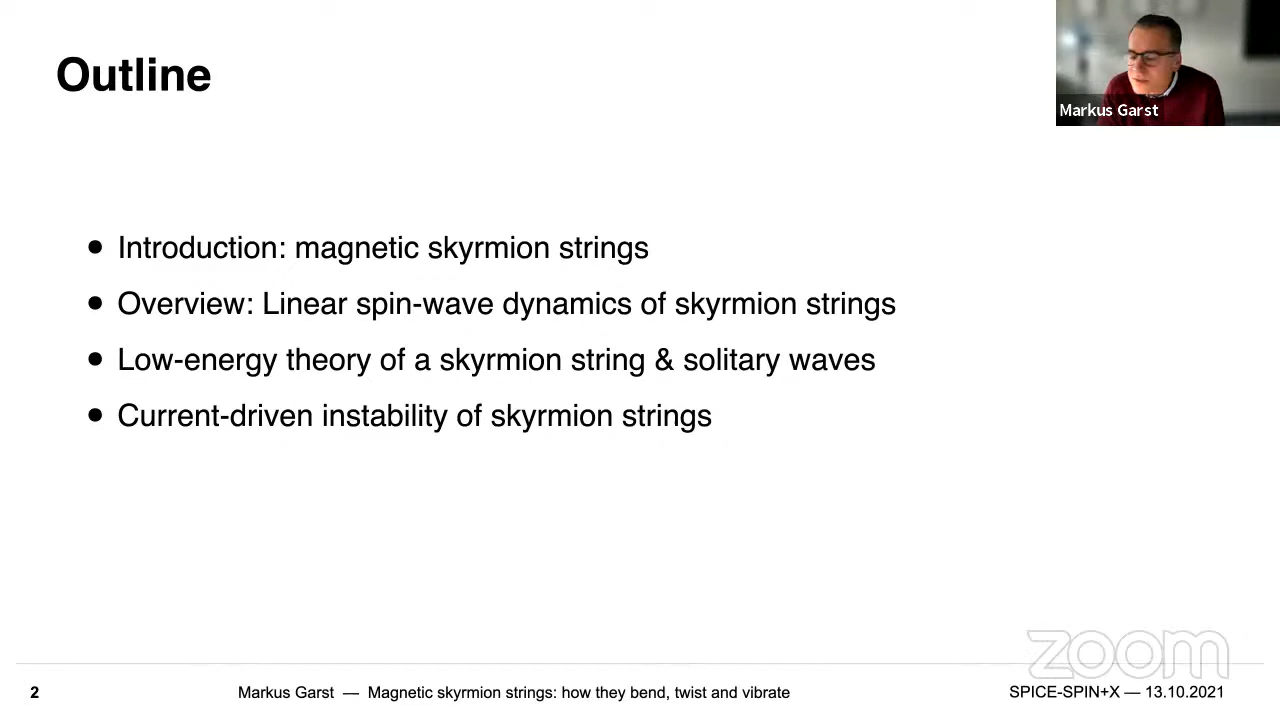 Outline
Markus Garst
• Introduction: magnetic skyrmion strings
• Overview: Linear spin-wave dynamics of skyrmion strings
• Low-energy theory of a skyrmion string & solitary waves
• Current-driven instability of skyrmion strings
zoom
2 Markus Garst — Magnetic skyrmion strings: how they bend, twist and vibrate SPICE-SPIN+X — 13.10.2021